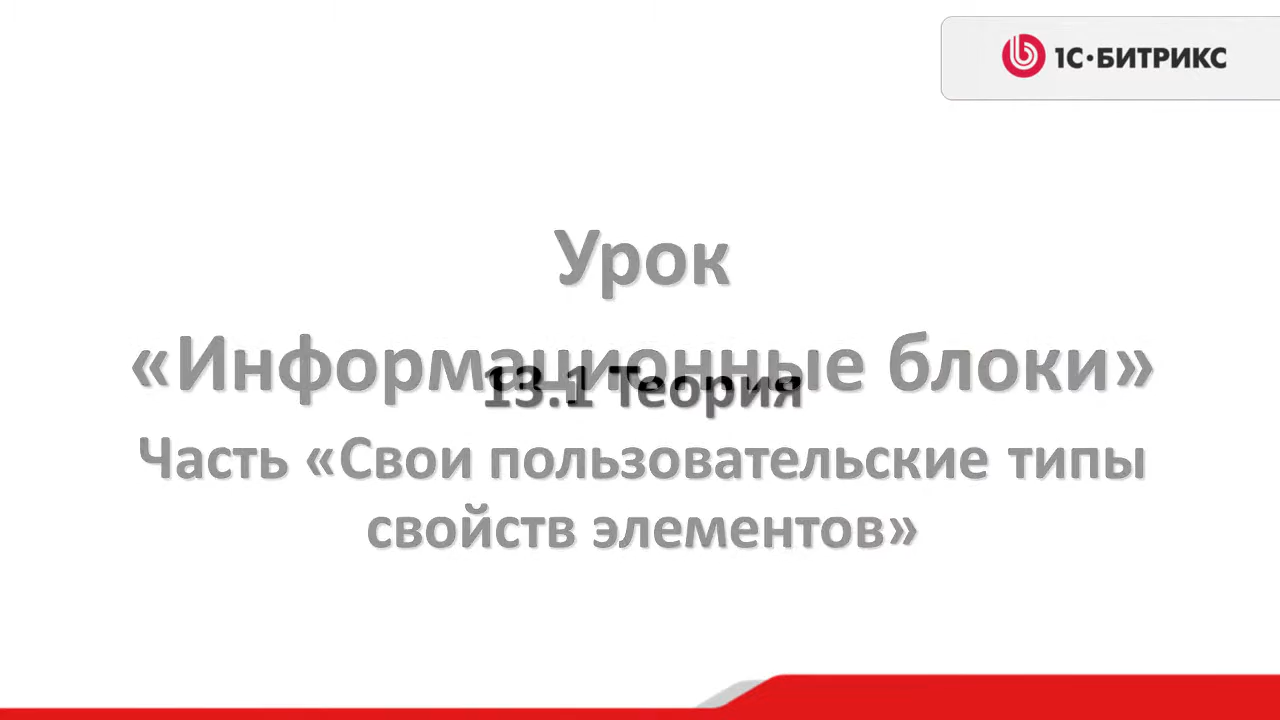 1С·БИТРИКС
Урок
«Информационные блоки»
13.1 Теория
Часть «Свои пользовательские типы
свойств элементов»